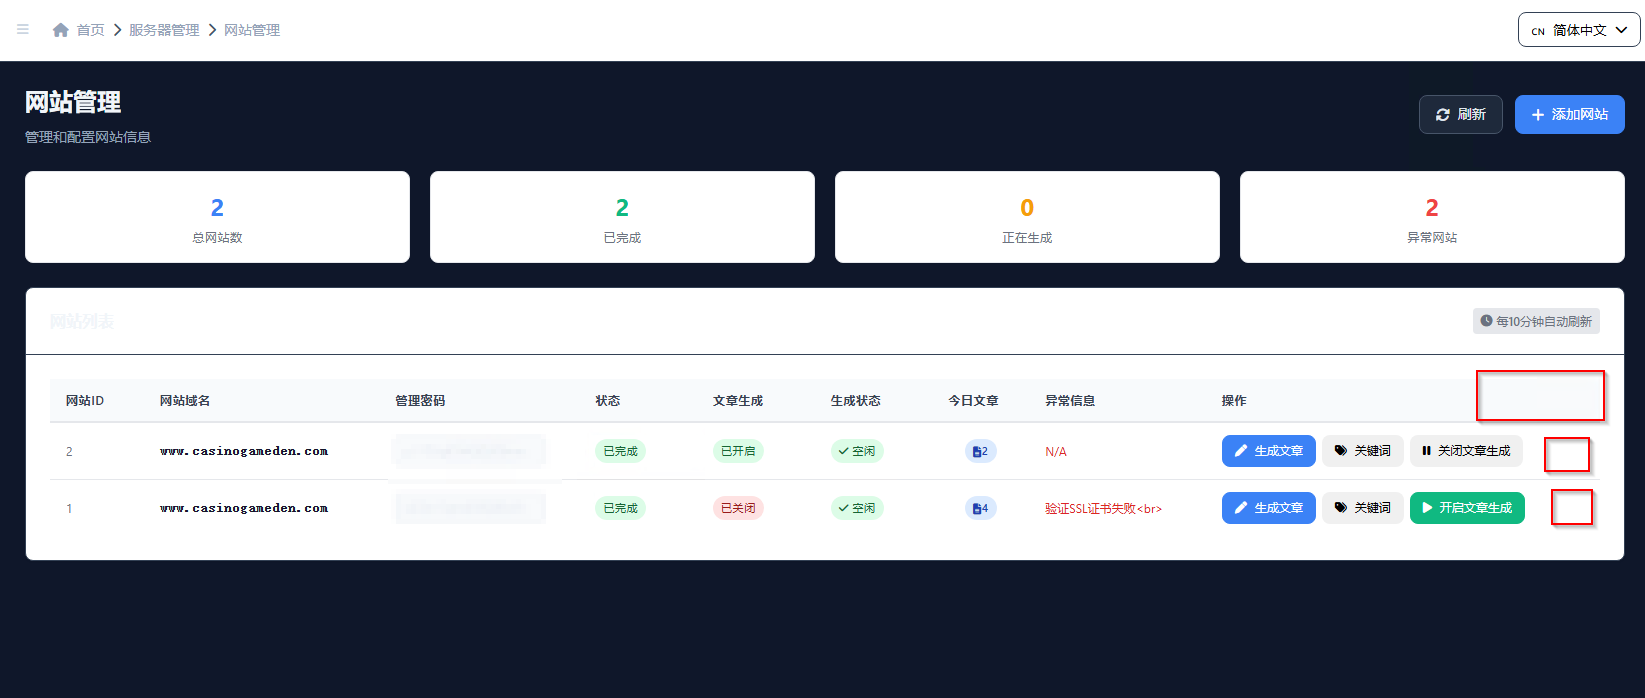 首页 > 服务器管理 > 网站管理
CN 简体中文
网站管理
管理和配置网站信息
刷新
添加网站
2
总网站数
2
已完成
0
正在生成
2
异常网站
网站列表
每10分钟自动刷新
网站ID 网站域名 管理密码 状态 文章生成 生成状态 今日文章 异常信息 操作
2 www.casinogameden.com 已完成 已开启 空闲 2 N/A 生成文章 关键词 关闭文章生成
1 www.casinogameden.com 已完成 已关闭 空闲 4 验证SSL证书失败<br> 生成文章 关键词 开启文章生成